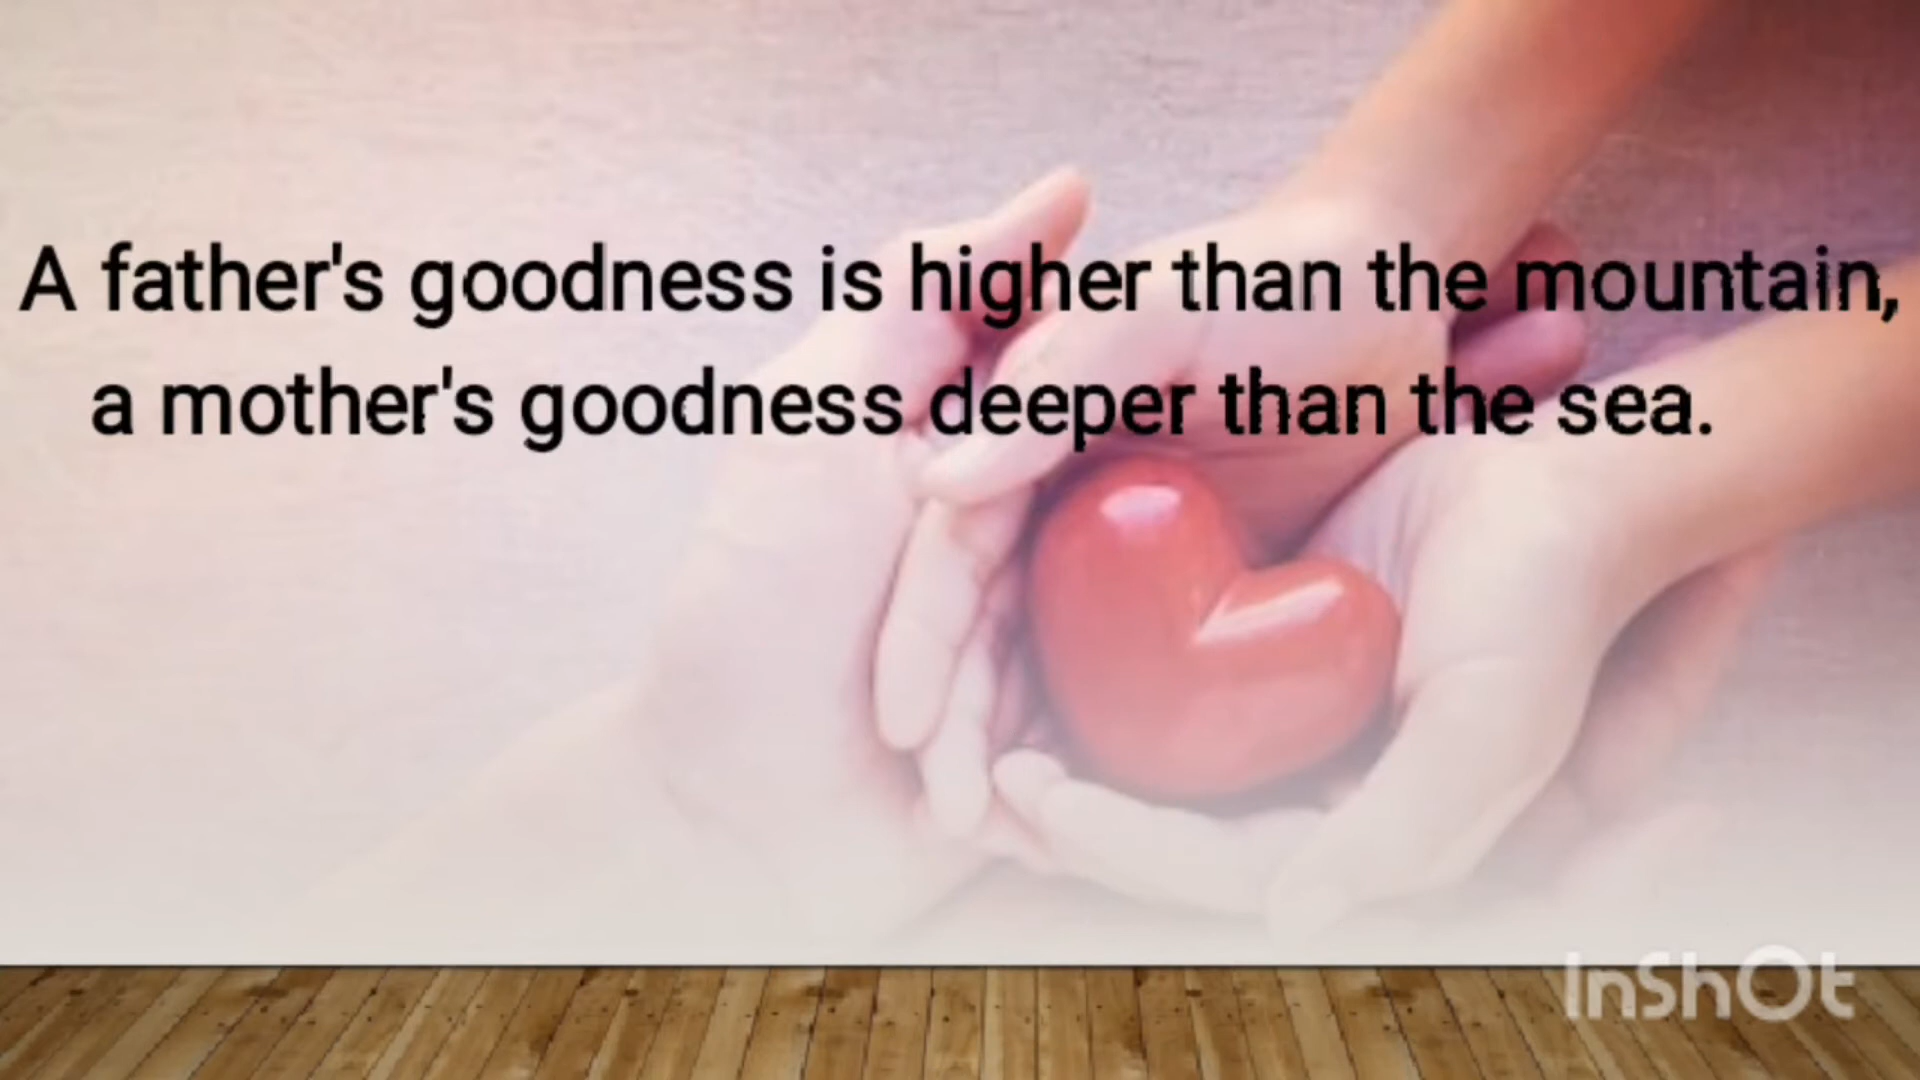 A father's goodness is higher than the mountain,
a mother's goodness deeper than the sea.
InShOt